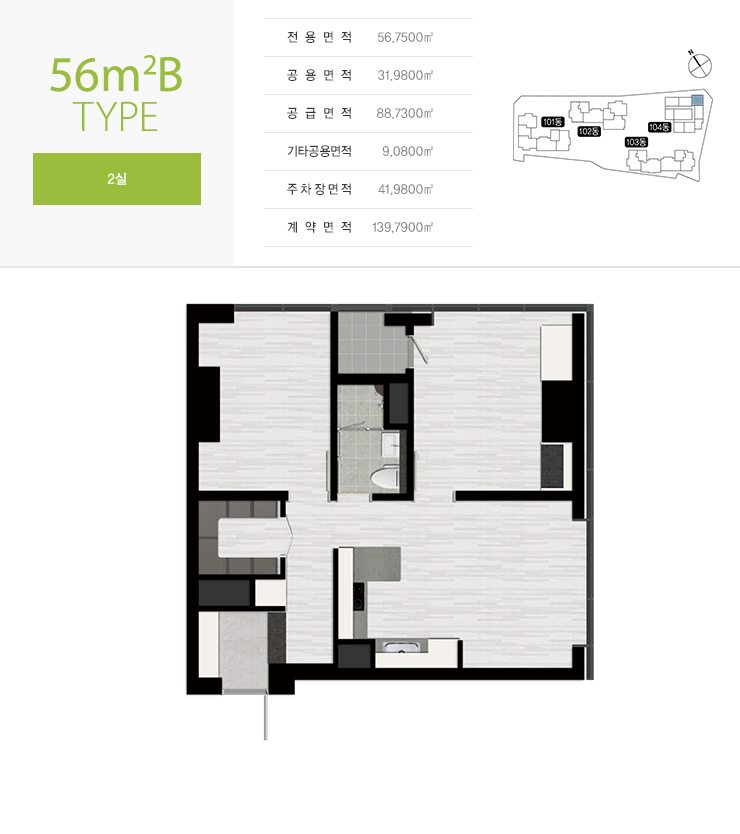 56m²B
TYPE
2실
전 용 면 적 56.7500㎡
공 용 면 적 31.9800㎡
공 급 면 적 88.7300㎡
기타공용면적 9.0800㎡
주차장면적 41.9800㎡
계 약 면 적 139.7900㎡
N
101동
102동
104동
103동